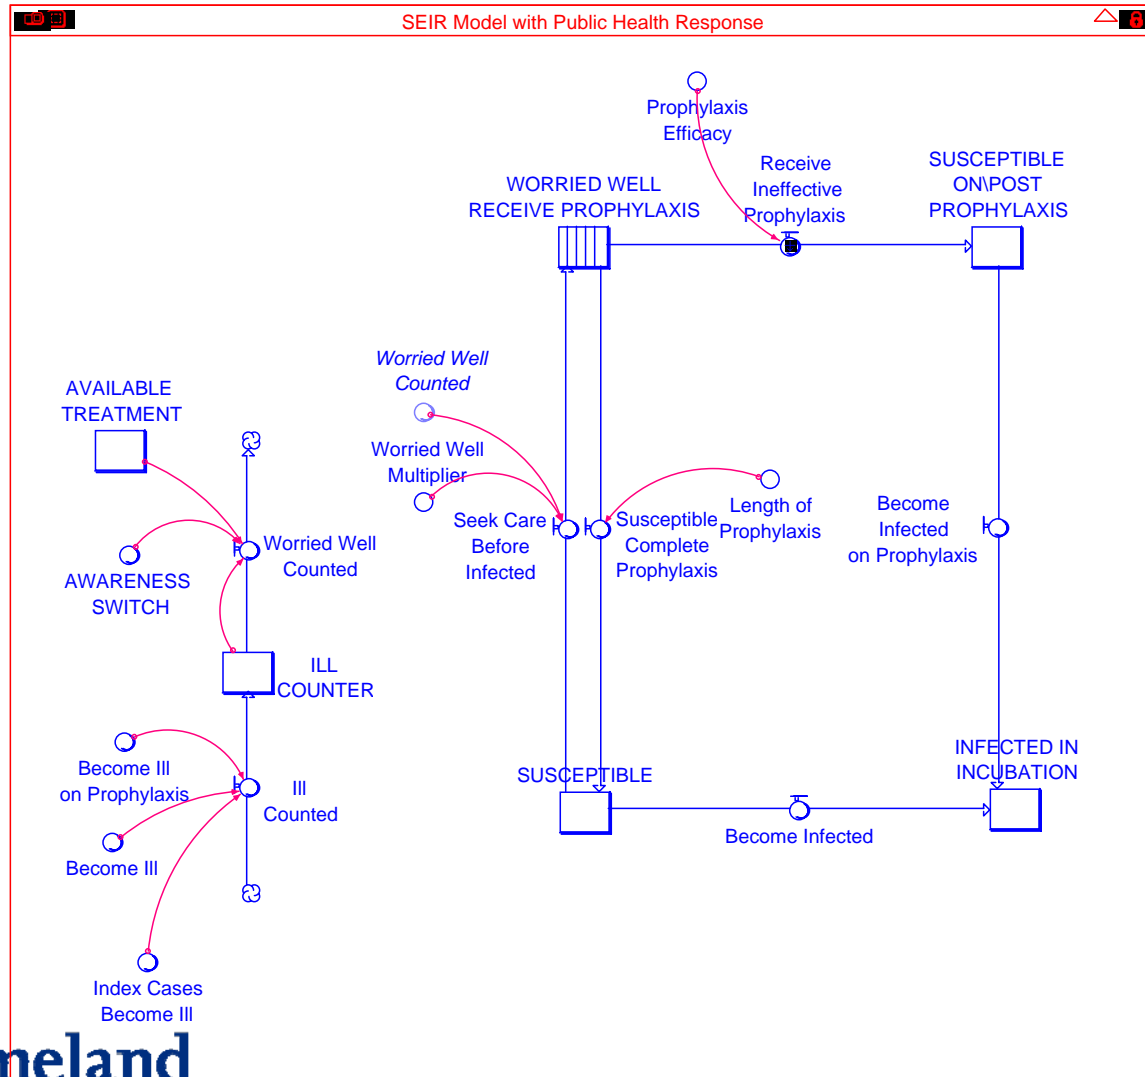 SEIR Model with Public Health Response
Prophylaxis
Efficacy
Receive
Ineffective
Prophylaxis
SUSCEPTIBLE
ON\POST
PROPHYLAXIS
WORRIED WELL
RECEIVE PROPHYLAXIS
Worried Well
Counted
AVAILABLE
TREATMENT
Worried Well
Multiplier
Seek Care
Before
Infected
Susceptible
Complete
Prophylaxis
Length of
Prophylaxis
Become
Infected
on Prophylaxis
Worried Well
Counted
AWARENESS
SWITCH
ILL
COUNTER
Become Ill
on Prophylaxis
Ill
Counted
SUSCEPTIBLE
INFECTED IN
INCUBATION
Become Infected
Become Ill
Index Cases
Become Ill
meland